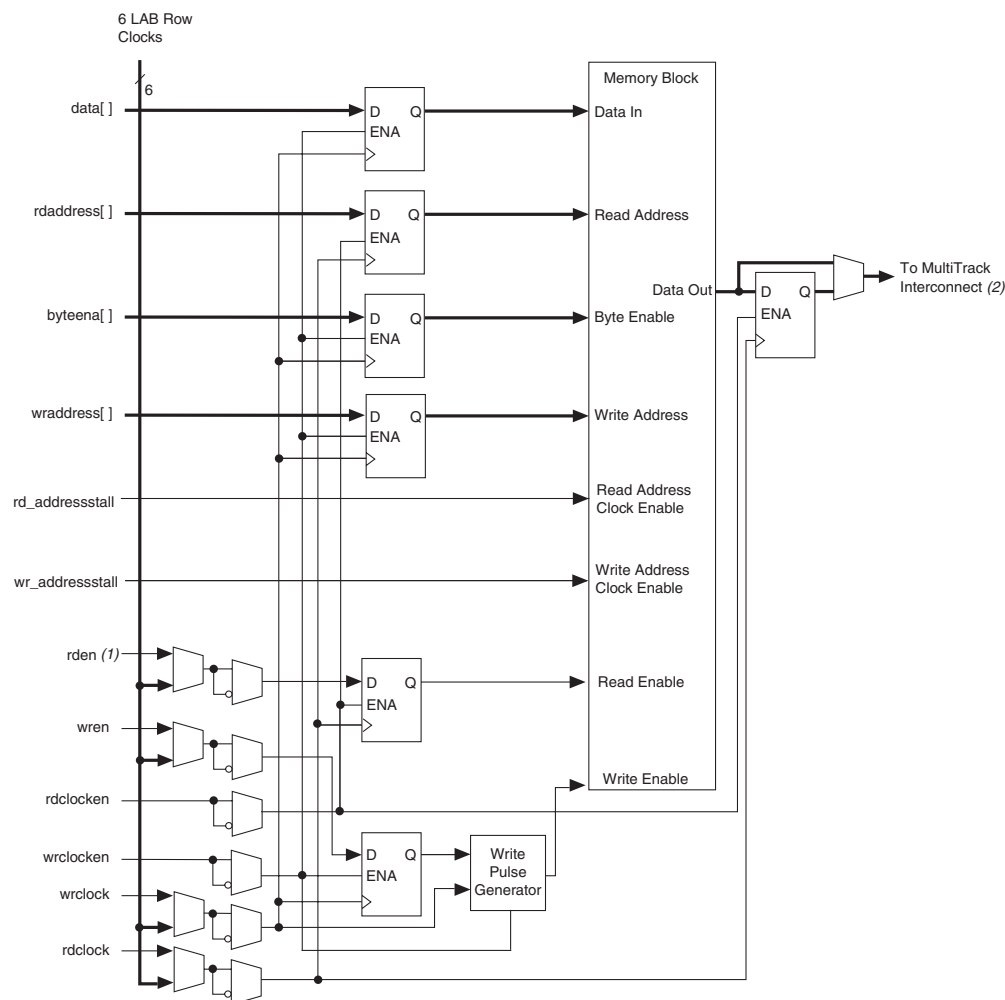 6 LAB Row
Clocks
6
Memory Block
data[ ]
D Q
ENA
Data In
rdaddress[ ]
D Q
ENA
Read Address
To MultiTrack
Interconnect (2)
Data Out
D Q
ENA
byteena[ ]
D Q
ENA
Byte Enable
wraddress[ ]
D Q
ENA
Write Address
rd_addressstall
Read Address
Clock Enable
wr_addressstall
Write Address
Clock Enable
rden (1)
D Q
ENA
Read Enable
wren
Write Enable
rdclocken
wrclocken
D Q
ENA
Write
Pulse
Generator
wrclock
rdclock